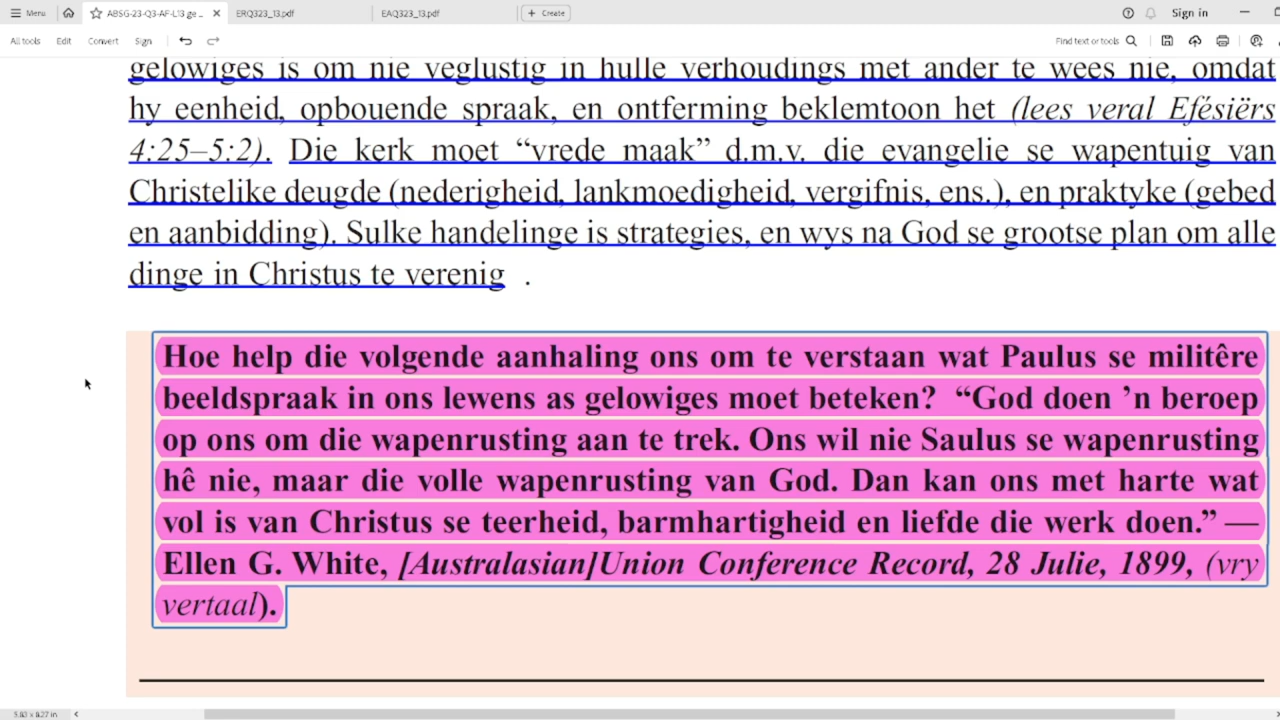 Menu
ABSG-23-Q3-AF-L13 ge...
ERQ323_13.pdf
EAQ323_13.pdf
+ Create
Sign in
All tools
Edit
Convert
Sign
Find text or tools
gelowiges is om nie veglustig in hulle verhoudings met ander te wees nie, omdat
hy eenheid, opbouende spraak, en ontferming beklemtoon het (lees veral Efésiërs
4:25–5:2). Die kerk moet “vrede maak” d.m.v. die evangelie se wapentuig van
Christelike deugde (nederigheid, lankmoedigheid, vergifnis, ens.), en praktyke (gebed
en aanbidding). Sulke handelinge is strategies, en wys na God se grootse plan om alle
dinge in Christus te verenig .
Hoe help die volgende aanhaling ons om te verstaan wat Paulus se militêre
beeldspraak in ons lewens as gelowiges moet beteken? “God doen ’n beroep
op ons om die wapenrusting aan te trek. Ons wil nie Saulus se wapenrusting
hê nie, maar die volle wapenrusting van God. Dan kan ons met harte wat
vol is van Christus se teerheid, barmhartigheid en liefde die werk doen.” —
Ellen G. White, [Australasian]Union Conference Record, 28 Julie, 1899, (vry
vertaal).
5.83 x 8.27 in